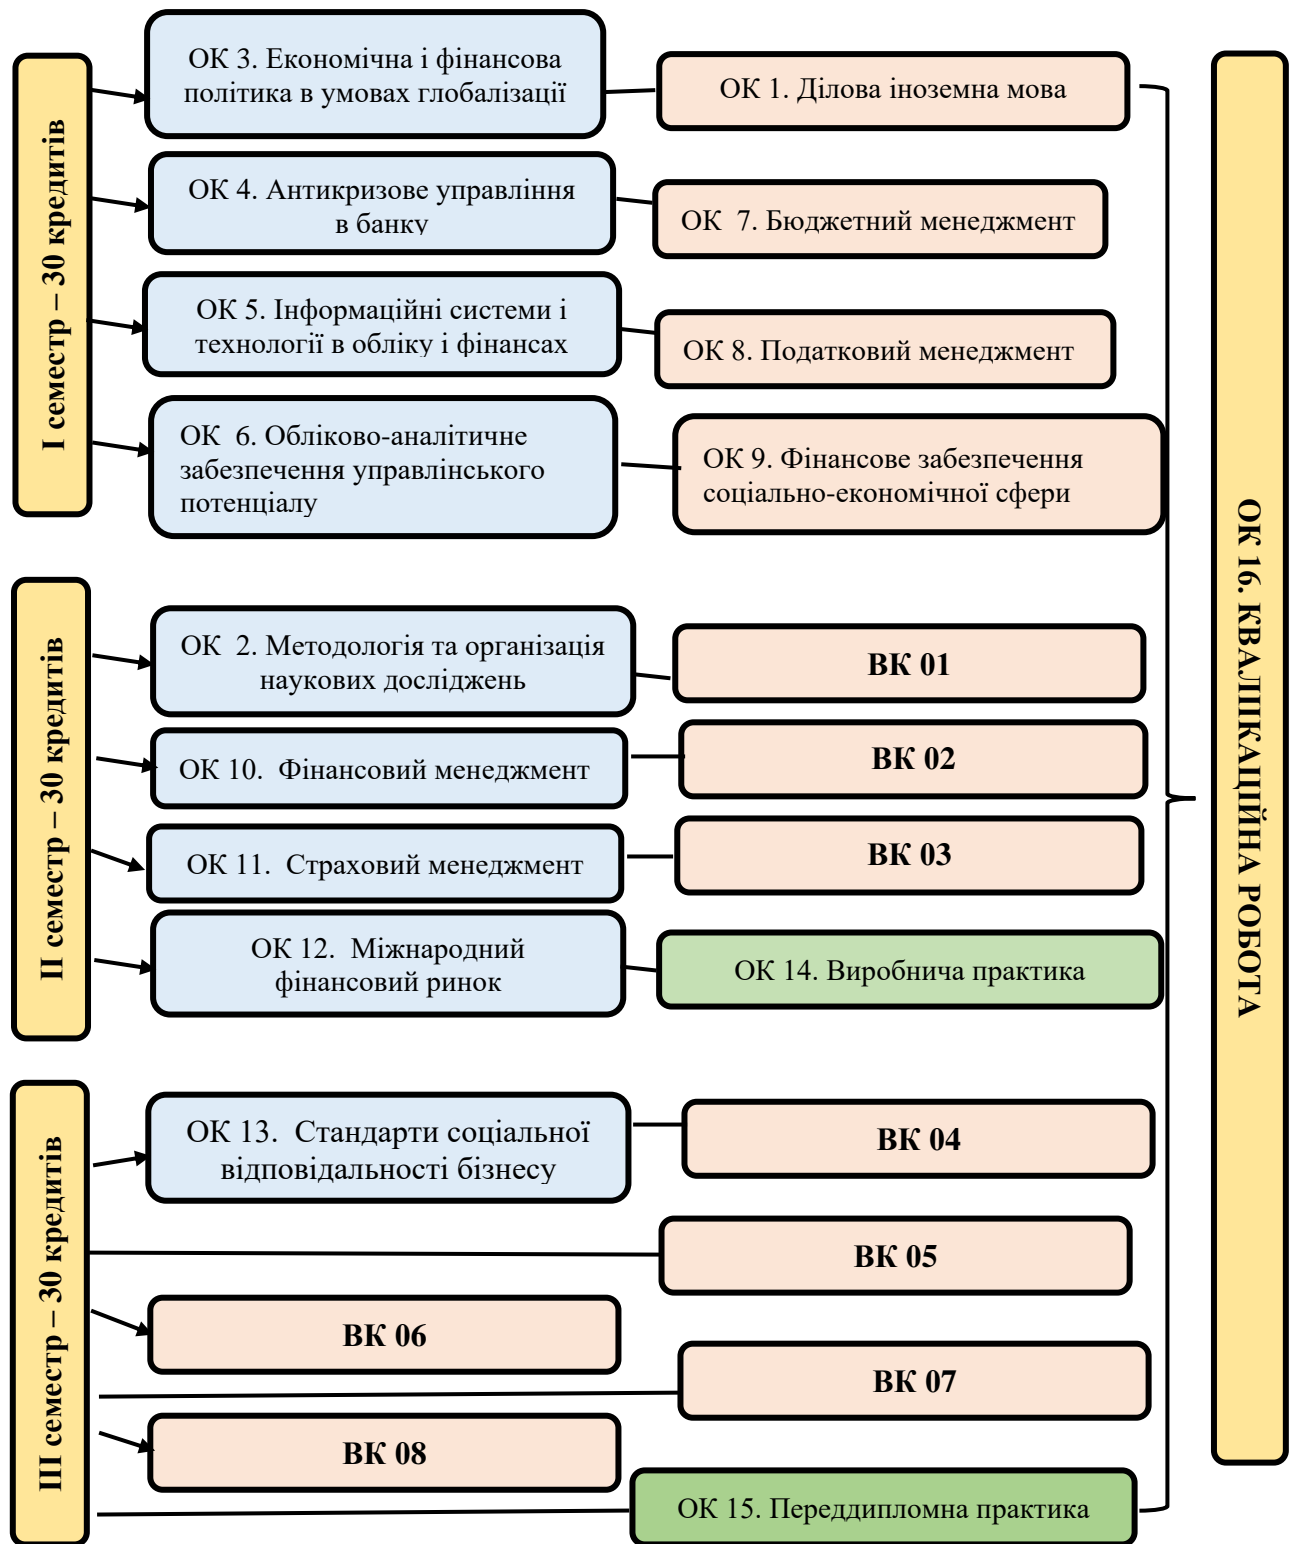 І семестр – 30 кредитів
ОК 3. Економічна і фінансова
політика в умовах глобалізації
ОК 1. Ділова іноземна мова
ОК 4. Антикризове управління
в банку
ОК 7. Бюджетний менеджмент
ОК 5. Інформаційні системи і
технології в обліку і фінансах
ОК 8. Податковий менеджмент
ОК 6. Обліково-аналітичне
забезпечення управлінського
потенціалу
ОК 9. Фінансове забезпечення
соціально-економічної сфери
ІІ семестр – 30 кредитів
ОК 2. Методологія та організація
наукових досліджень
ВК 01
ОК 10. Фінансовий менеджмент
ВК 02
ОК 11. Страховий менеджмент
ВК 03
ОК 12. Міжнародний
фінансовий ринок
ОК 14. Виробнича практика
ІІІ семестр – 30 кредитів
ОК 13. Стандарти соціальної
відповідальності бізнесу
ВК 04
ВК 05
ВК 06
ВК 07
ВК 08
ОК 15. Переддипломна практика
ОК 16. КВАЛІКАЦІЙНА РОБОТА